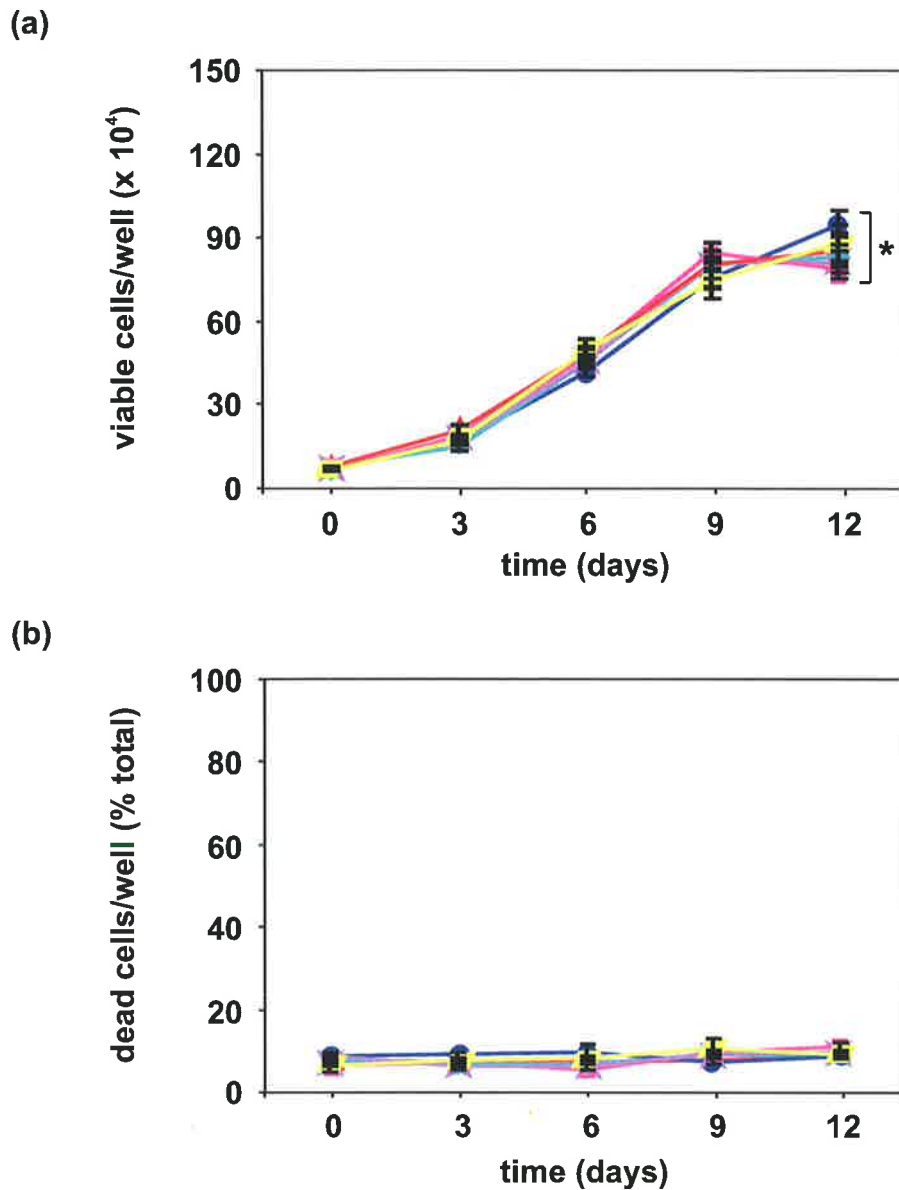 (a)
viable cells/well (x 10⁴)
150
120
90
60
30
0
*
0 3 6 9 12
time (days)
(b)
dead cells/well (% total)
100
80
60
40
20
0
0 3 6 9 12
time (days)